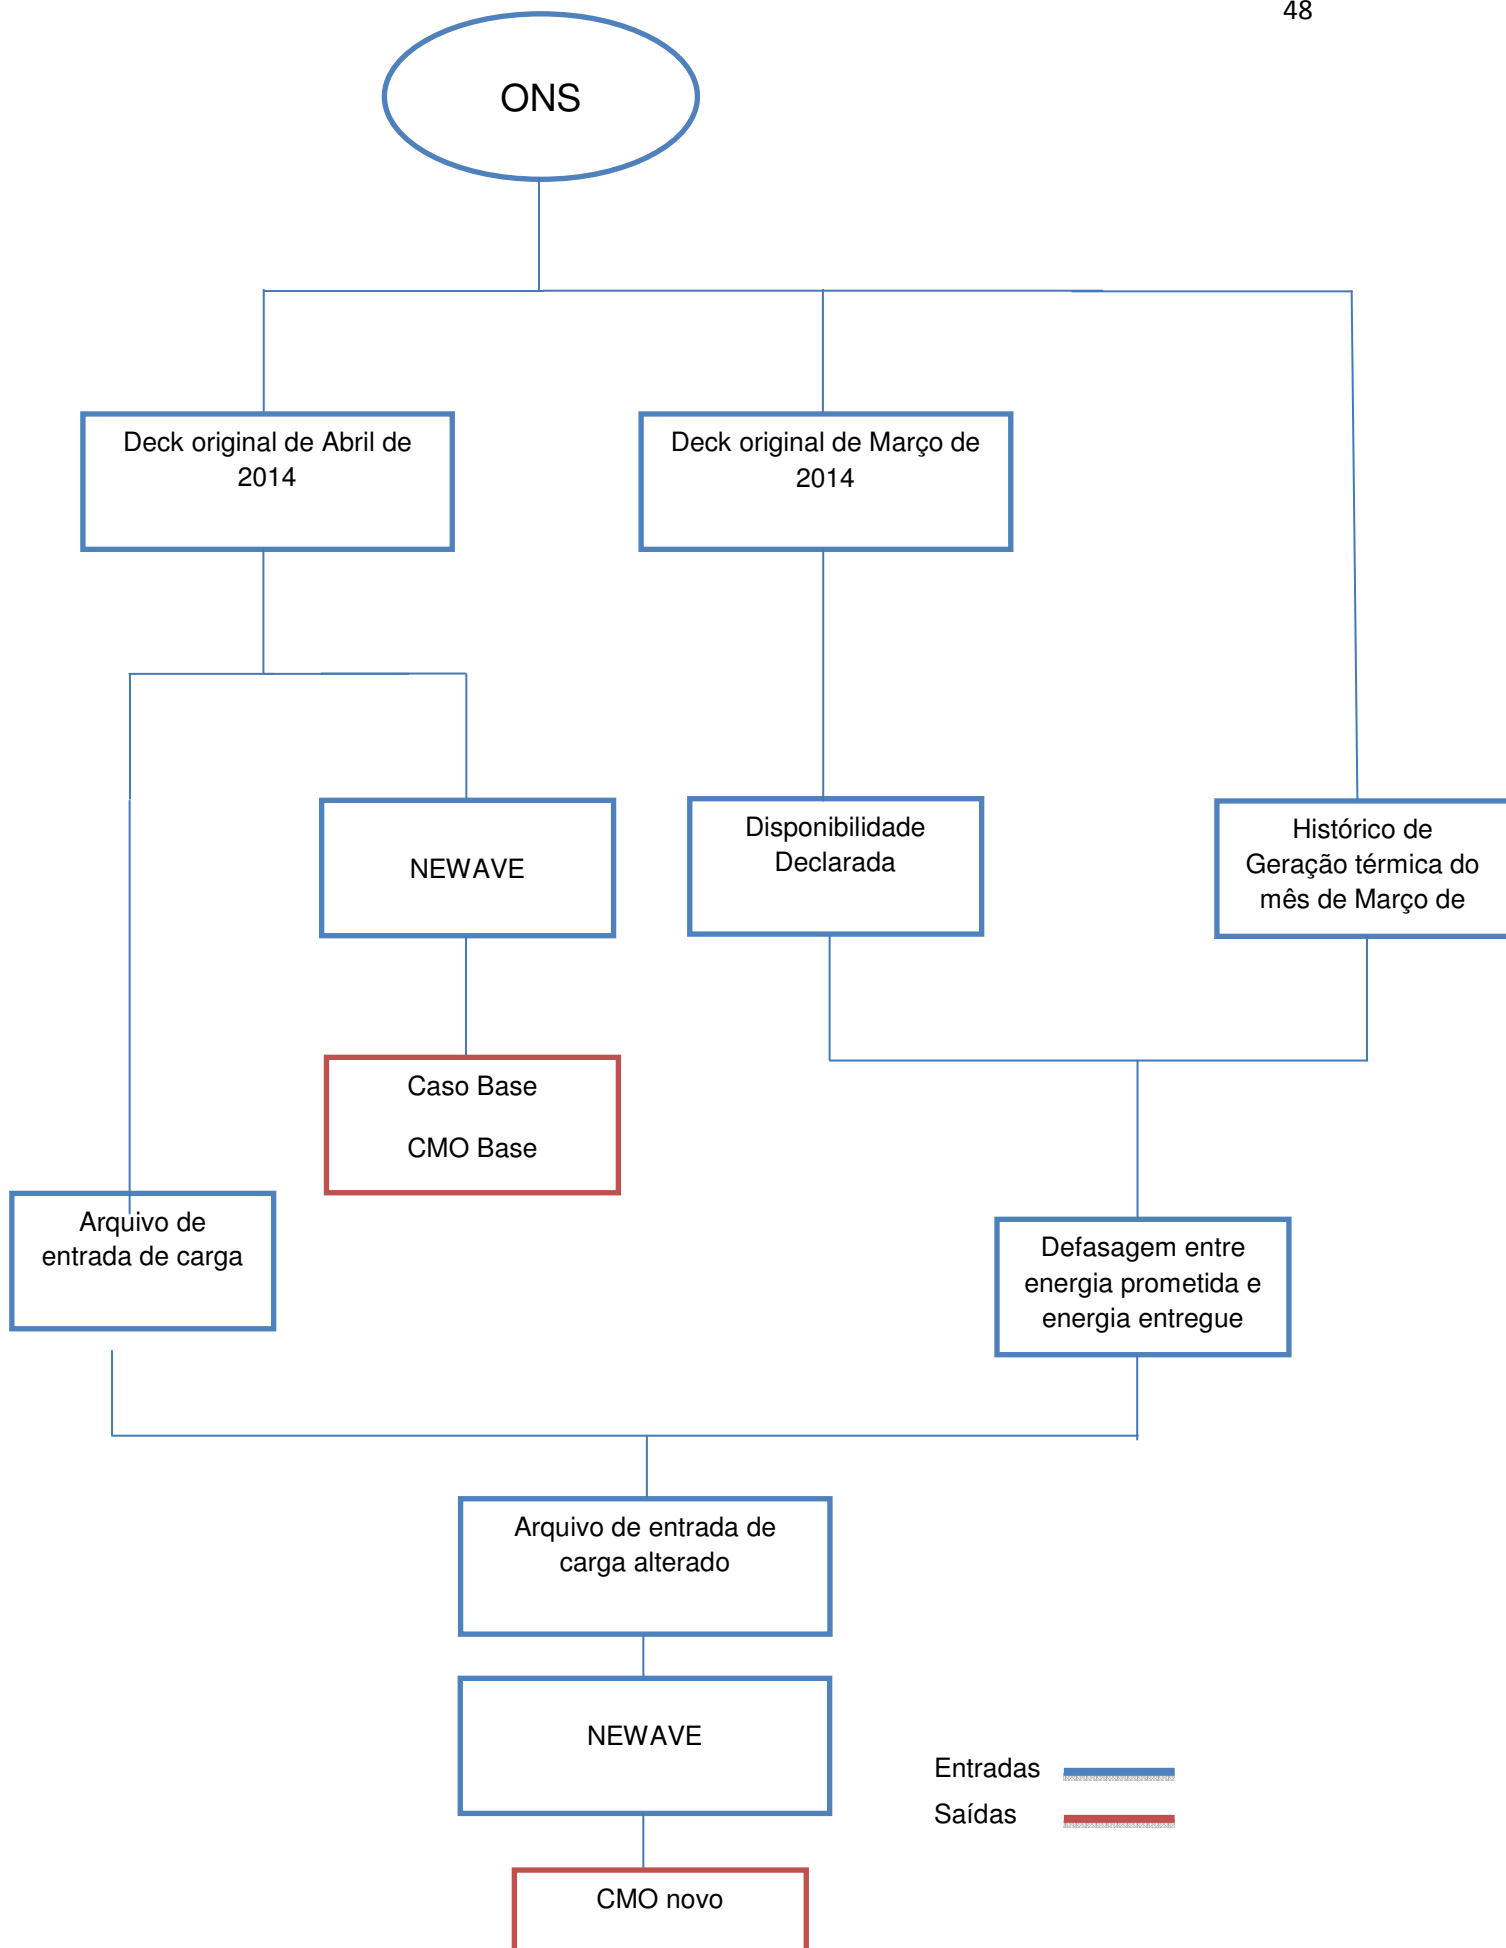 48
ONS
Deck original de Abril de
2014
Deck original de Março de
2014
NEWAVE
Disponibilidade
Declarada
Histórico de
Geração térmica do
mês de Março de
Caso Base
CMO Base
Arquivo de
entrada de carga
Defasagem entre
energia prometida e
energia entregue
Arquivo de entrada de
carga alterado
NEWAVE
Entradas
Saídas
CMO novo